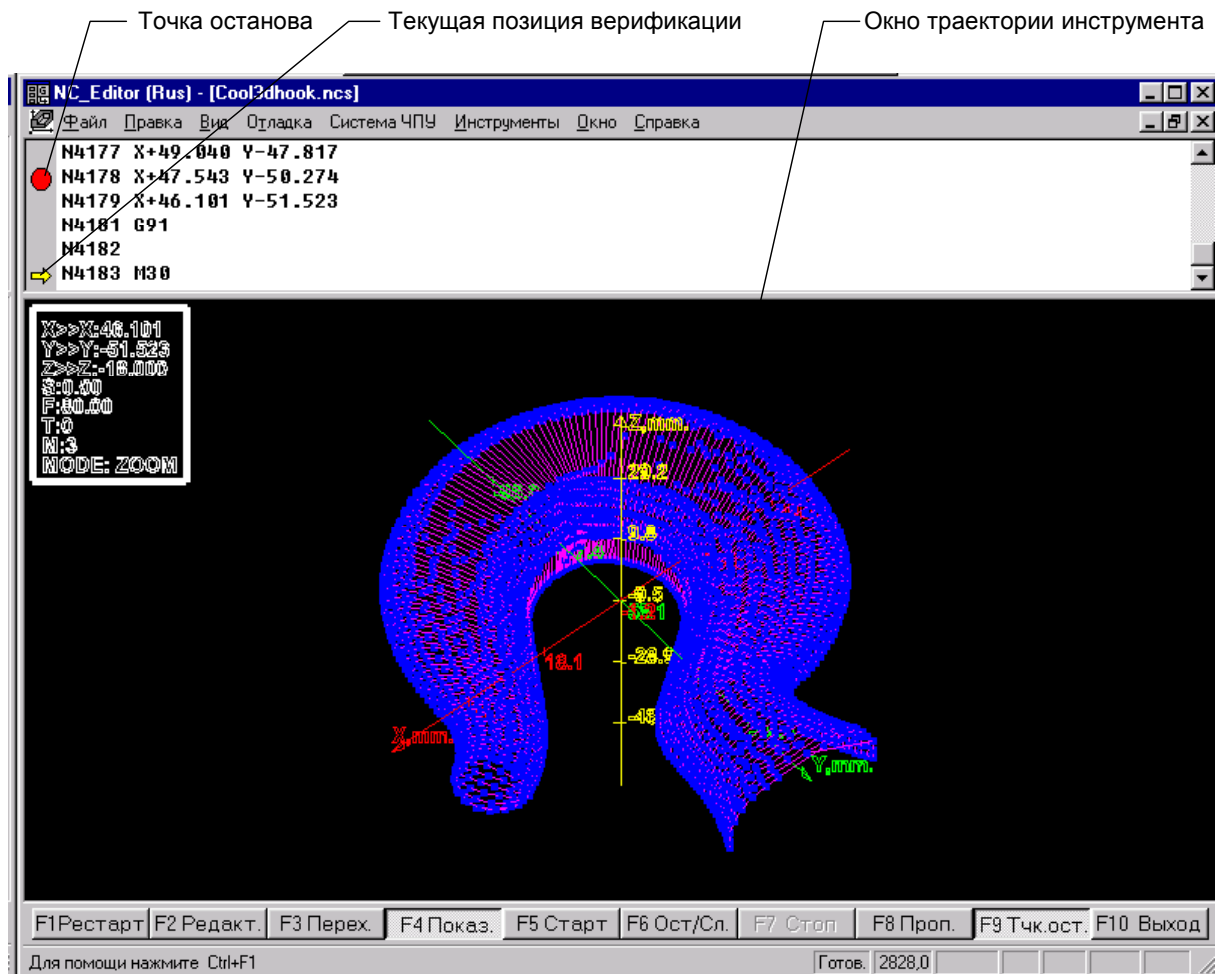 Точка останова
Текущая позиция верификации
Окно траектории инструмента
NC_Editor (Rus) - [Cool3dhook.ncs]
Файл Правка Вид Отладка Система ЧПУ Инструменты Окно Справка
N4177 X+49.040 Y-47.817
N4178 X+47.543 Y-50.274
N4179 X+46.101 Y-51.523
N4181 G91
N4182
N4183 M30
X>>X:46.101
Y>>Y:-51.523
Z>>Z:-18.000
S:0.00
F:80.00
T:0
N:3
MODE: ZOOM
Z,mm.
29.2
9.8
18.1
X,mm.
Y,mm.
F1Рестарт F2 Редакт. F3 Перех. F4 Показ. F5 Старт F6 Ост/Сл. F7 Стоп F8 Проп. F9 Тчк.ост. F10 Выход
Для помощи нажмите Ctrl+F1
Готов. 2828,0